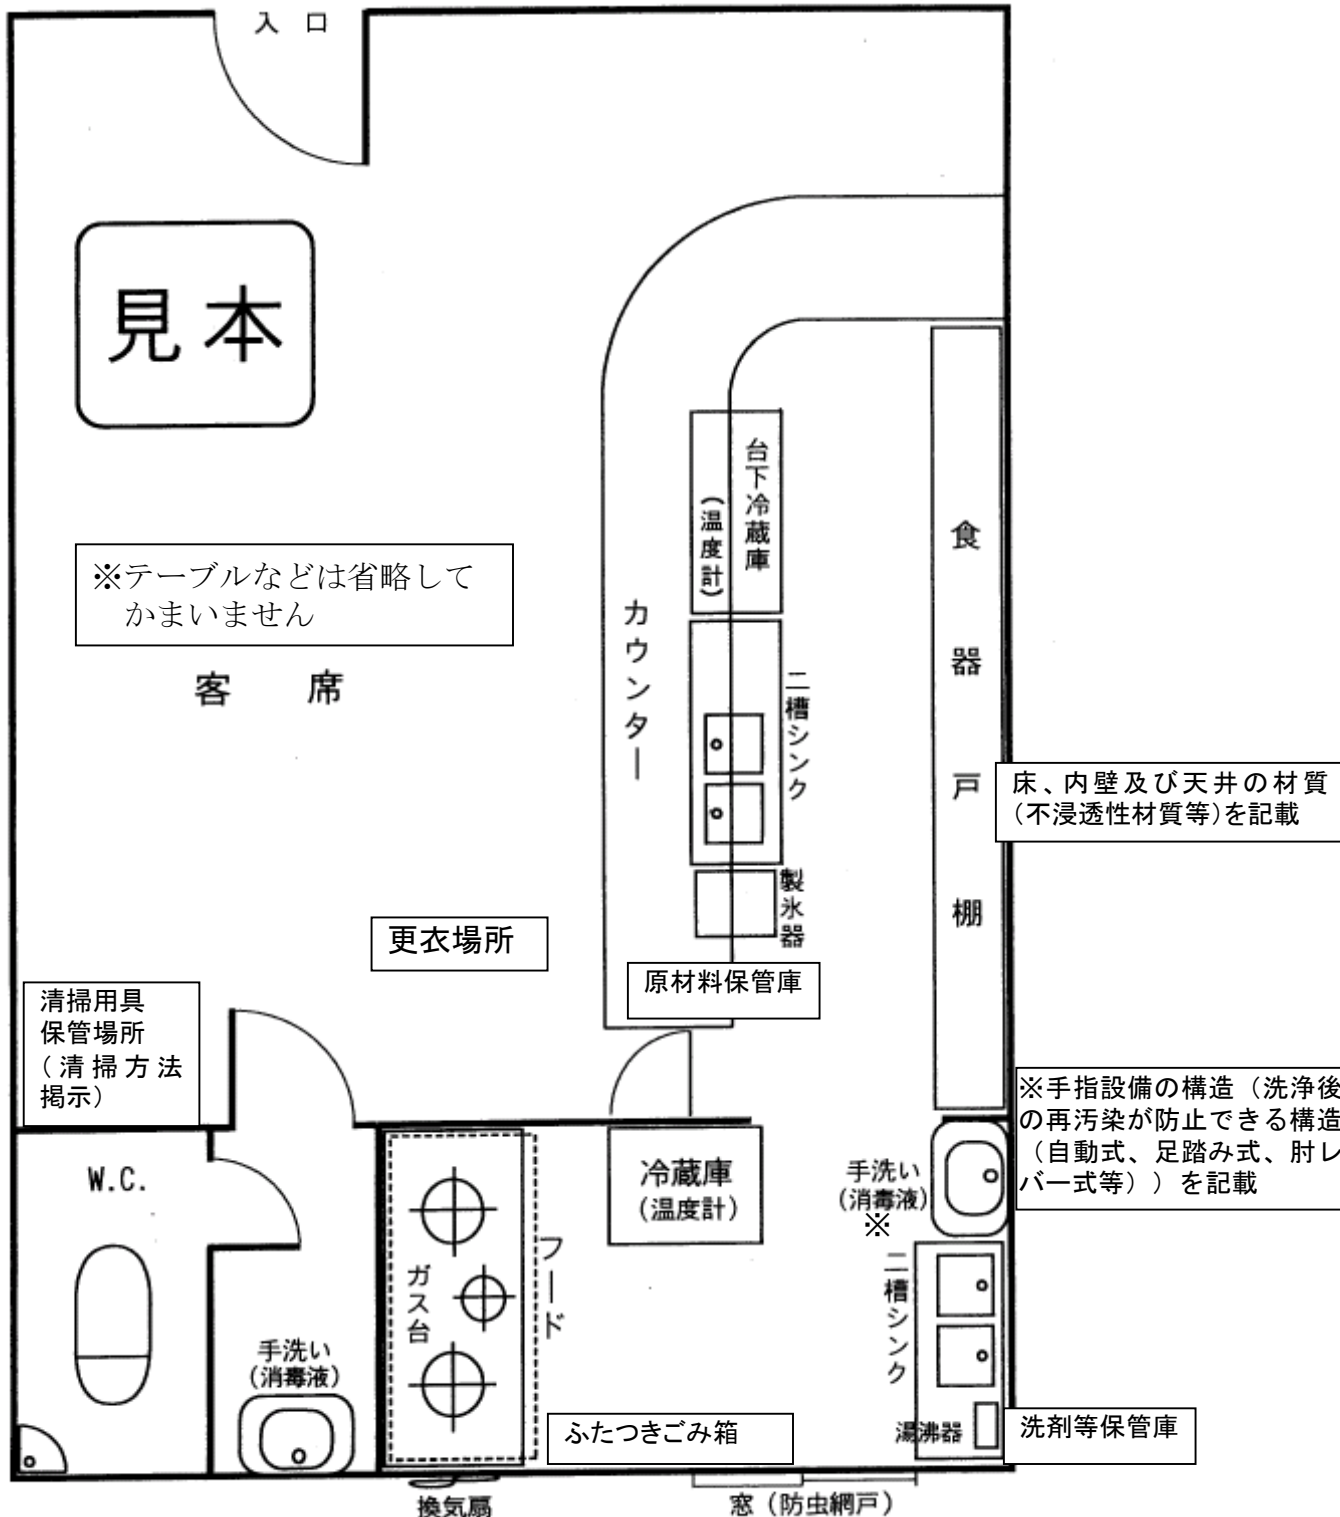 入口
見本
台下冷蔵庫
（温度計）
食器戸棚
※テーブルなどは省略して
かまいません
カウンター
客席
二槽シンク
床、内壁及び天井の材質
（不浸透性材質等）を記載
製氷器
更衣場所
原材料保管庫
清掃用具
保管場所
（清掃方法
掲示）
※手指設備の構造（洗浄後
の再汚染が防止できる構造
（自動式、足踏み式、肘レ
バー式等））を記載
W.C.
冷蔵庫
（温度計）
手洗い
（消毒液）
※
フード
ガス台
二槽シンク
手洗い
（消毒液）
ふたつきごみ箱
湯沸器
洗剤等保管庫
換気扇
窓（防虫網戸）